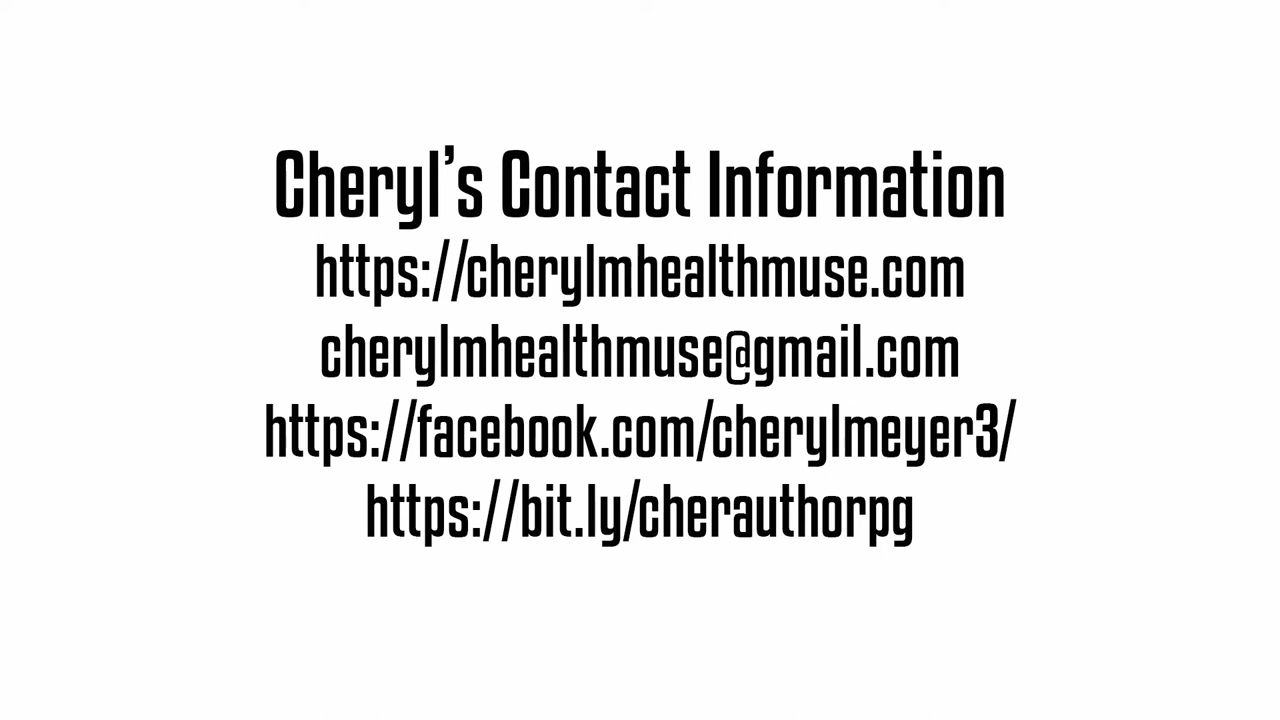 Cheryl's Contact Information
https://cherylmhealthmuse.com
cherylmhealthmuse@gmail.com
https://facebook.com/cherylmeyer3/
https://bit.ly/cherauthorpg